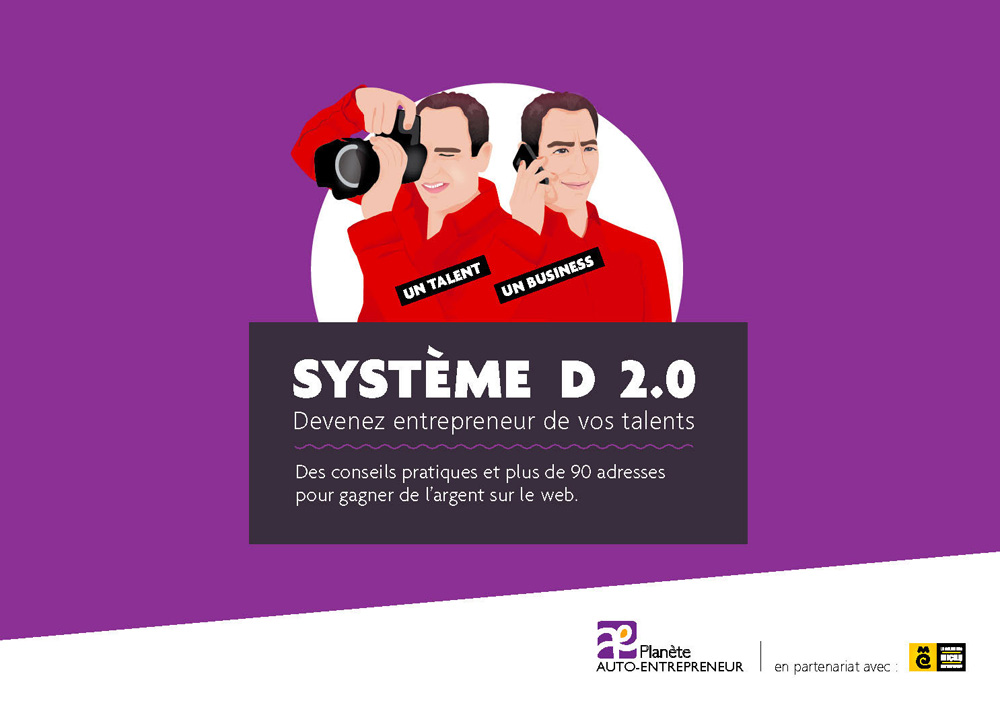 UN TALENT
UN BUSINESS
SYSTÈME D 2.0
Devenez entrepreneur de vos talents
Des conseils pratiques et plus de 90 adresses
pour gagner de l'argent sur le web.
Planète
AUTO-ENTREPRENEUR
en partenariat avec :